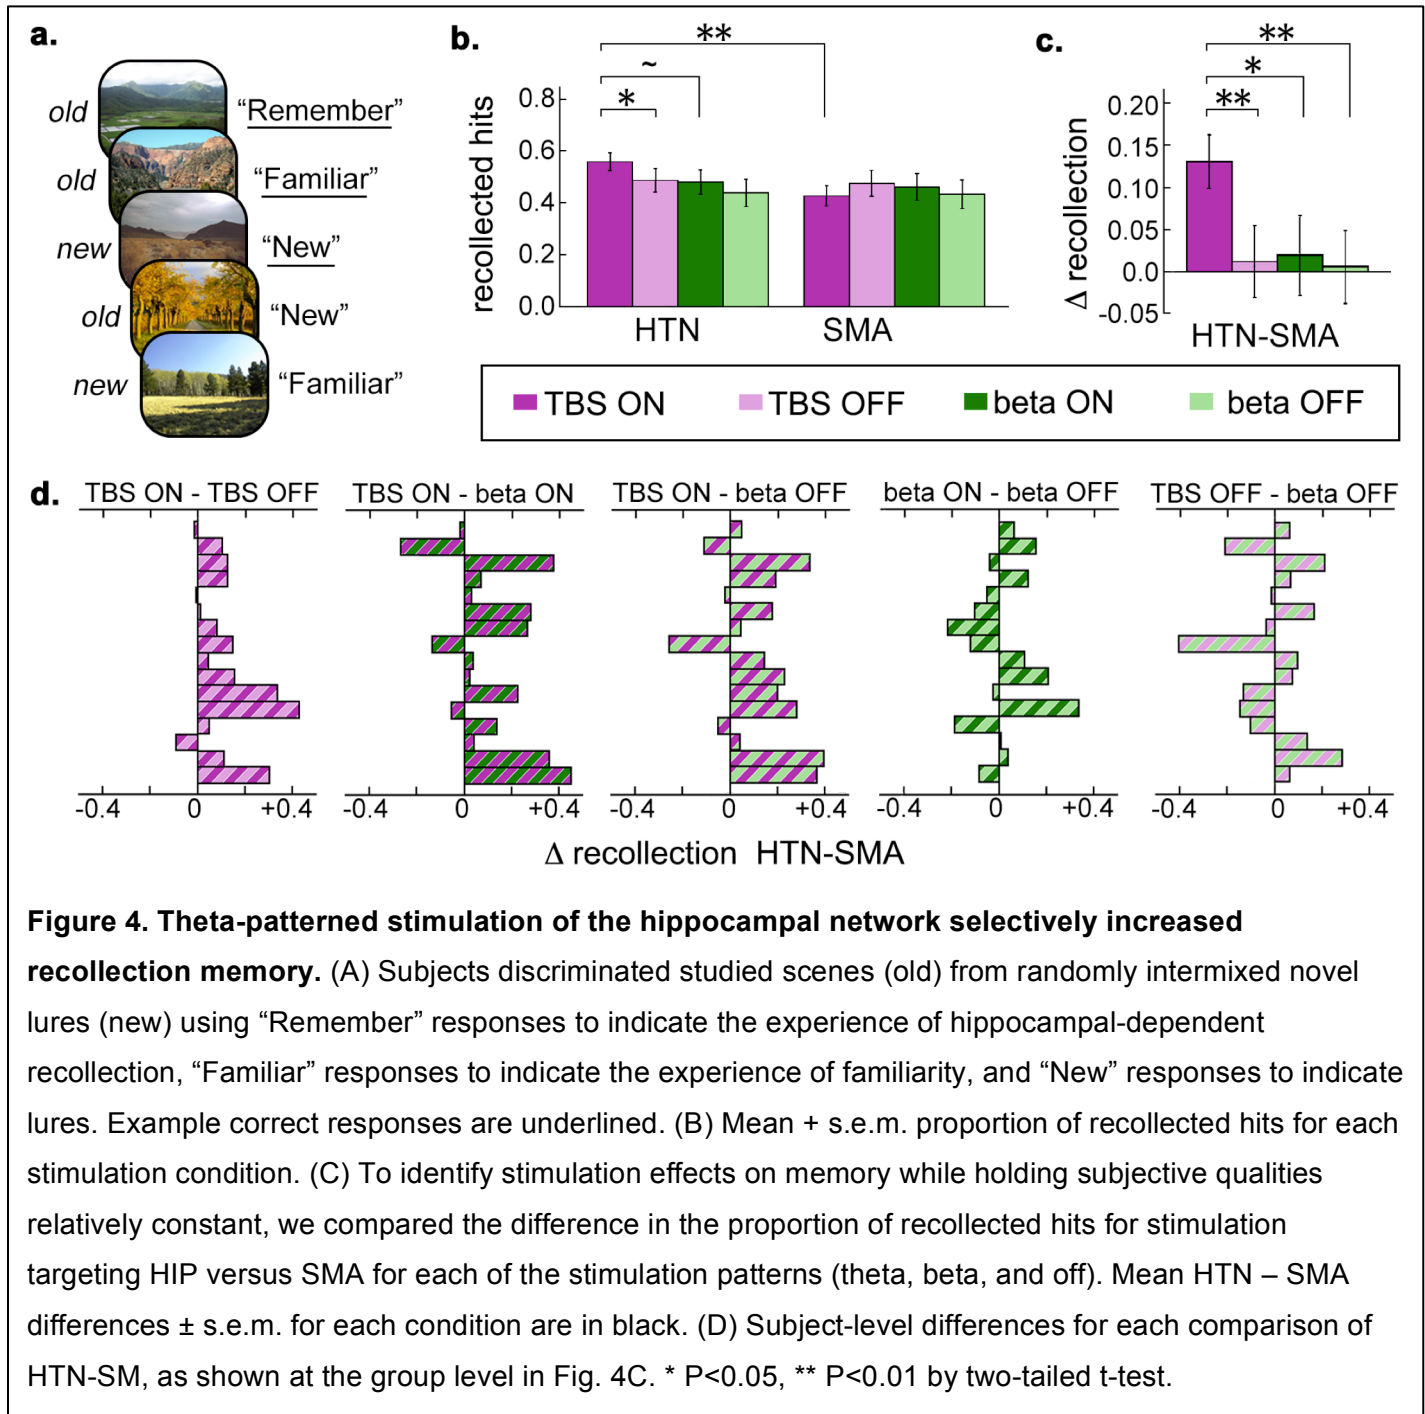 a.
old "Remember"
old "Familiar"
new "New"
old "New"
new "Familiar"
b.
**
~
*
recollected hits
0.8
0.6
0.4
0.2
0.0
HTN SMA
c.
**
*
**
Δ recollection
0.20
0.15
0.10
0.05
0.0
-0.05
HTN-SMA
TBS ON TBS OFF beta ON beta OFF
d.
TBS ON - TBS OFF TBS ON - beta ON TBS ON - beta OFF beta ON - beta OFF TBS OFF - beta OFF
-0.4 0 +0.4 -0.4 0 +0.4 -0.4 0 +0.4 -0.4 0 +0.4 -0.4 0 +0.4
Δ recollection HTN-SMA
Figure 4. Theta-patterned stimulation of the hippocampal network selectively increased
recollection memory. (A) Subjects discriminated studied scenes (old) from randomly intermixed novel
lures (new) using “Remember” responses to indicate the experience of hippocampal-dependent
recollection, “Familiar” responses to indicate the experience of familiarity, and “New” responses to indicate
lures. Example correct responses are underlined. (B) Mean + s.e.m. proportion of recollected hits for each
stimulation condition. (C) To identify stimulation effects on memory while holding subjective qualities
relatively constant, we compared the difference in the proportion of recollected hits for stimulation
targeting HIP versus SMA for each of the stimulation patterns (theta, beta, and off). Mean HTN – SMA
differences ± s.e.m. for each condition are in black. (D) Subject-level differences for each comparison of
HTN-SM, as shown at the group level in Fig. 4C. * P<0.05, ** P<0.01 by two-tailed t-test.